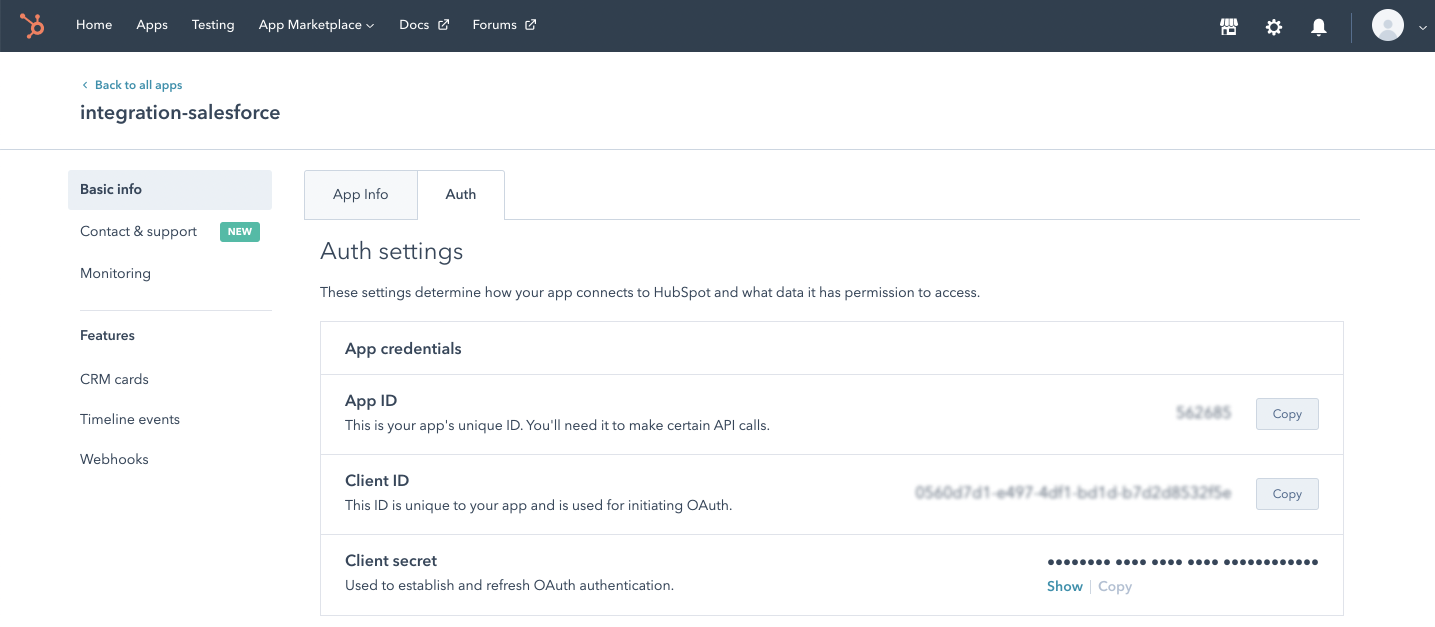 Home Apps Testing App Marketplace Docs Forums
Back to all apps
integration-salesforce
Basic info
Contact & support NEW
Monitoring
Features
CRM cards
Timeline events
Webhooks
App Info Auth
Auth settings
These settings determine how your app connects to HubSpot and what data it has permission to access.
App credentials
App ID
This is your app's unique ID. You'll need it to make certain API calls.
Copy
Client ID
This ID is unique to your app and is used for initiating OAuth.
Copy
Client secret
Used to establish and refresh OAuth authentication.
•••••••• •••• •••• •••• ••••••••••••
Show | Copy